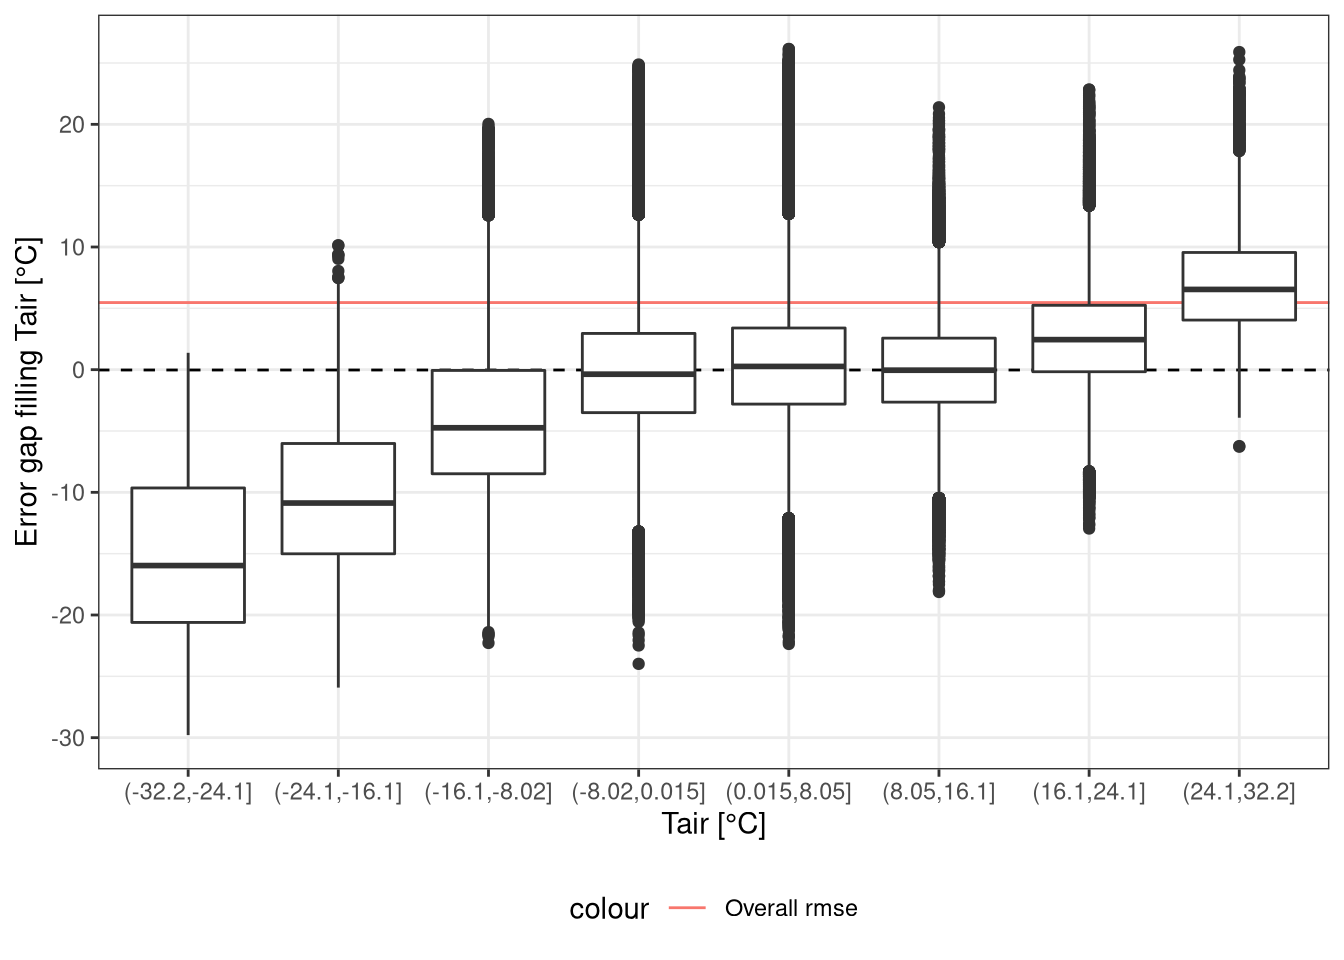 Error gap filling Tair [°C]
20
10
0
-10
-20
-30
(-32.2,-24.1] (-24.1,-16.1] (-16.1,-8.02] (-8.02,0.015] (0.015,8.05] (8.05,16.1] (16.1,24.1] (24.1,32.2]
Tair [°C]
colour Overall rmse